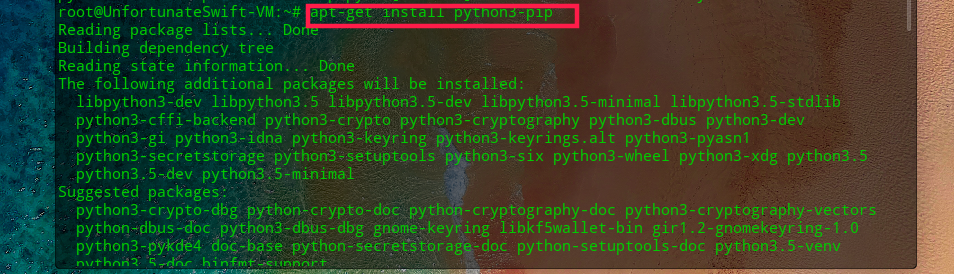 root@UnfortunateSwift-VM:~# apt-get install python3-pip
Reading package lists... Done
Building dependency tree
Reading state information... Done
The following additional packages will be installed:
libpython3-dev libpython3.5 libpython3.5-dev libpython3.5-minimal libpython3.5-stdlib
python3-cffi-backend python3-crypto python3-cryptography python3-dbus python3-dev
python3-gi python3-idna python3-keyring python3-keyrings.alt python3-pyasn1
python3-secretstorage python3-setuptools python3-six python3-wheel python3-xdg python3.5
python3.5-dev python3.5-minimal
Suggested packages:
python3-crypto-dbg python-crypto-doc python-cryptography-doc python3-cryptography-vectors
python-dbus-doc python3-dbus-dbg gnome-keyring libkf5wallet-bin gir1.2-gnomekeyring-1.0
python3-pykde4 doc-base python-secretstorage-doc python-setuptools-doc python3.5-venv
python3.5-doc binfmt-support